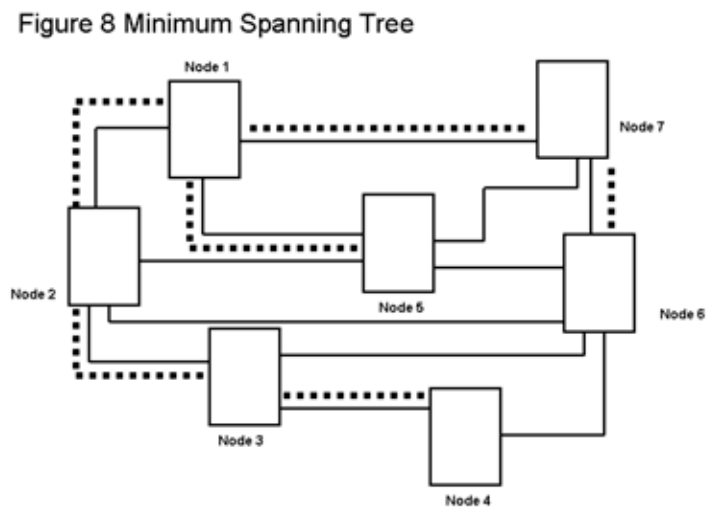 Figure 8 Minimum Spanning Tree
Node 1
Node 7
Node 2
Node 5
Node 6
Node 3
Node 4